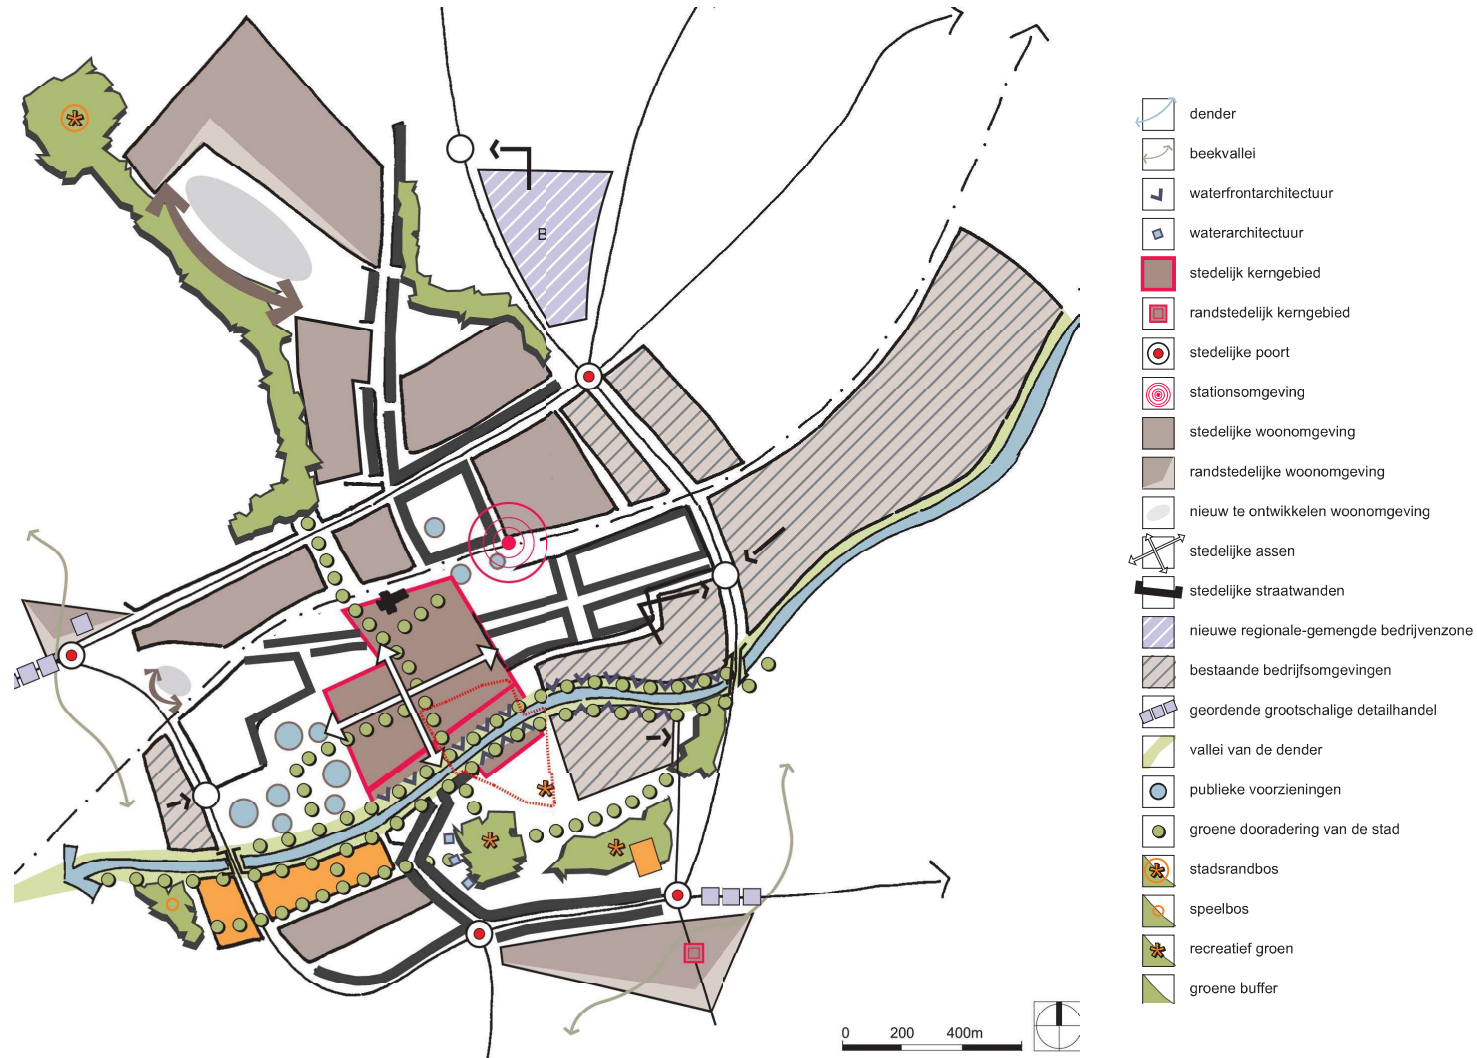 B
dender
beekvallei
waterfrontarchitectuur
waterarchitectuur
stedelijk kerngebied
randstedelijk kerngebied
stedelijke poort
stationsomgeving
stedelijke woonomgeving
randstedelijke woonomgeving
nieuw te ontwikkelen woonomgeving
stedelijke assen
stedelijke straatwanden
nieuwe regionale-gemengde bedrijvenzone
bestaande bedrijfsomgevingen
geordende grootschalige detailhandel
vallei van de dender
publieke voorzieningen
groene dooradering van de stad
stadsrandbos
speelbos
recreatief groen
groene buffer
0 200 400m